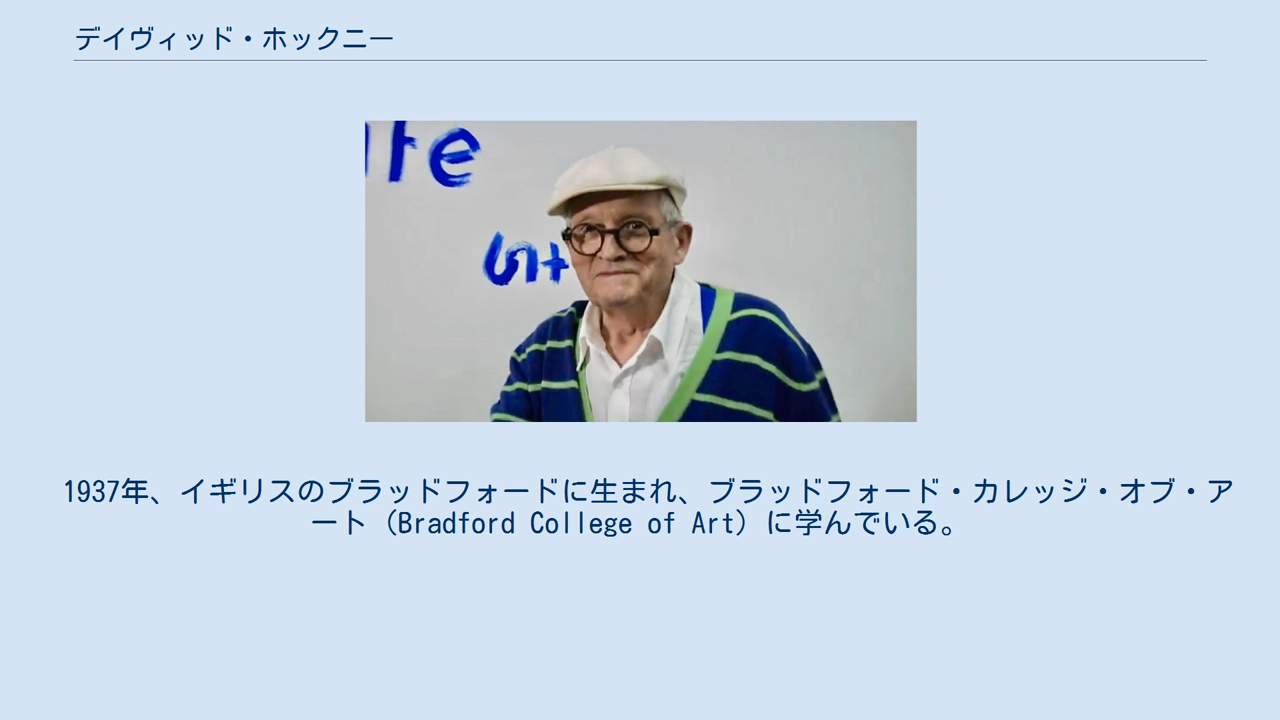 デイヴィッド・ホックニー
1937年、イギリスのブラッドフォードに生まれ、ブラッドフォード・カレッジ・オブ・ア
ート（Bradford College of Art）に学んでいる。